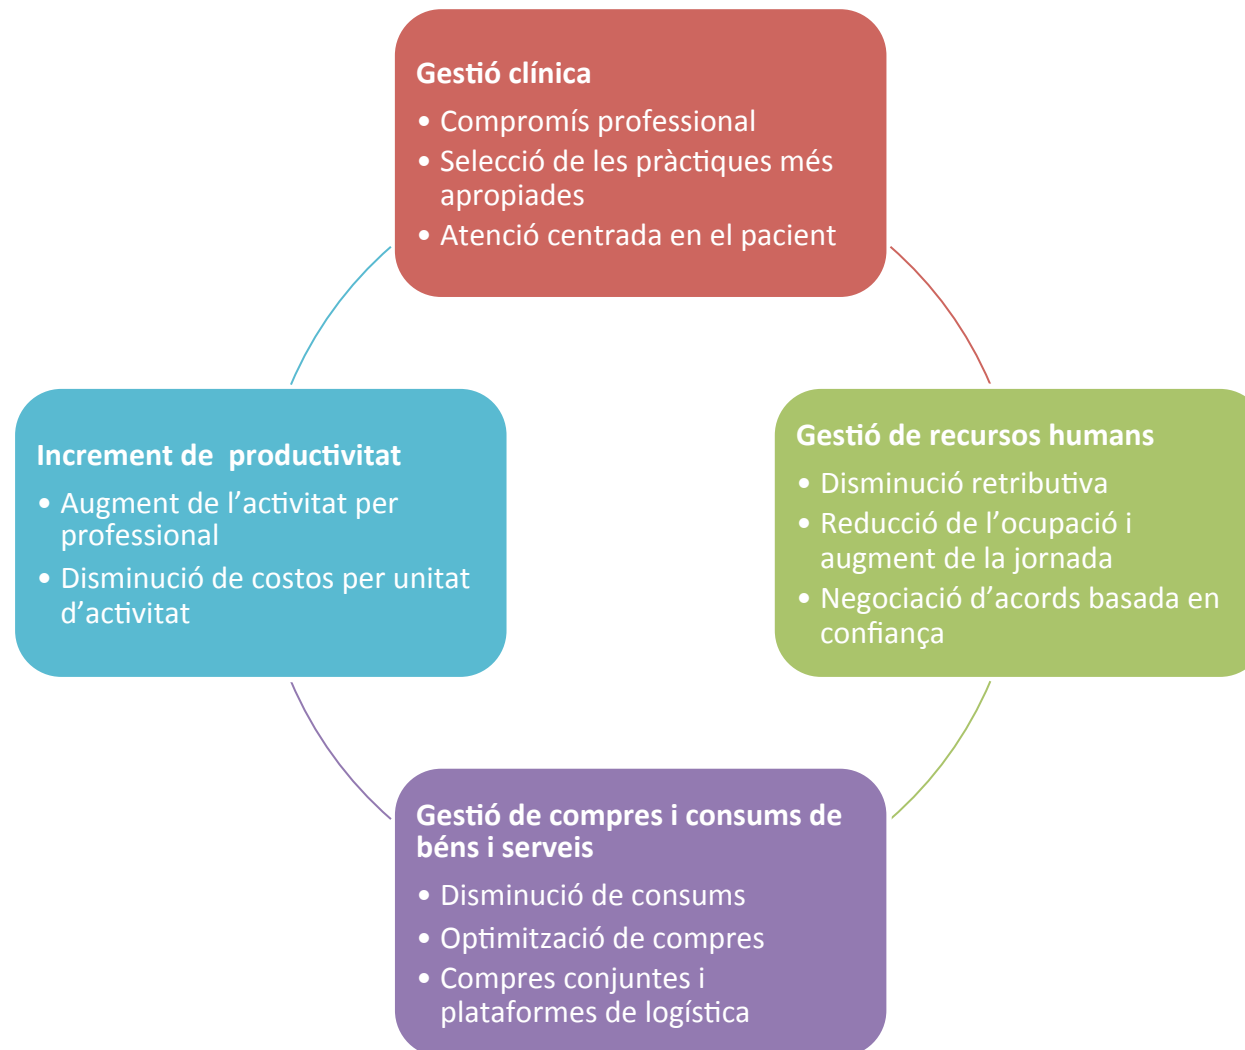 Gestió clínica
• Compromís professional
• Selecció de les pràctiques més
apropiades
• Atenció centrada en el pacient
Increment de  productivitat
• Augment de l’activitat per
professional
• Disminució de costos per unitat
d’activitat
Gestió de recursos humans
• Disminució retributiva
• Reducció de l’ocupació i
augment de la jornada
• Negociació d’acords basada en
confiança
Gestió de compres i consums de
béns i serveis
• Disminució de consums
• Optimització de compres
• Compres conjuntes i
plataformes de logística